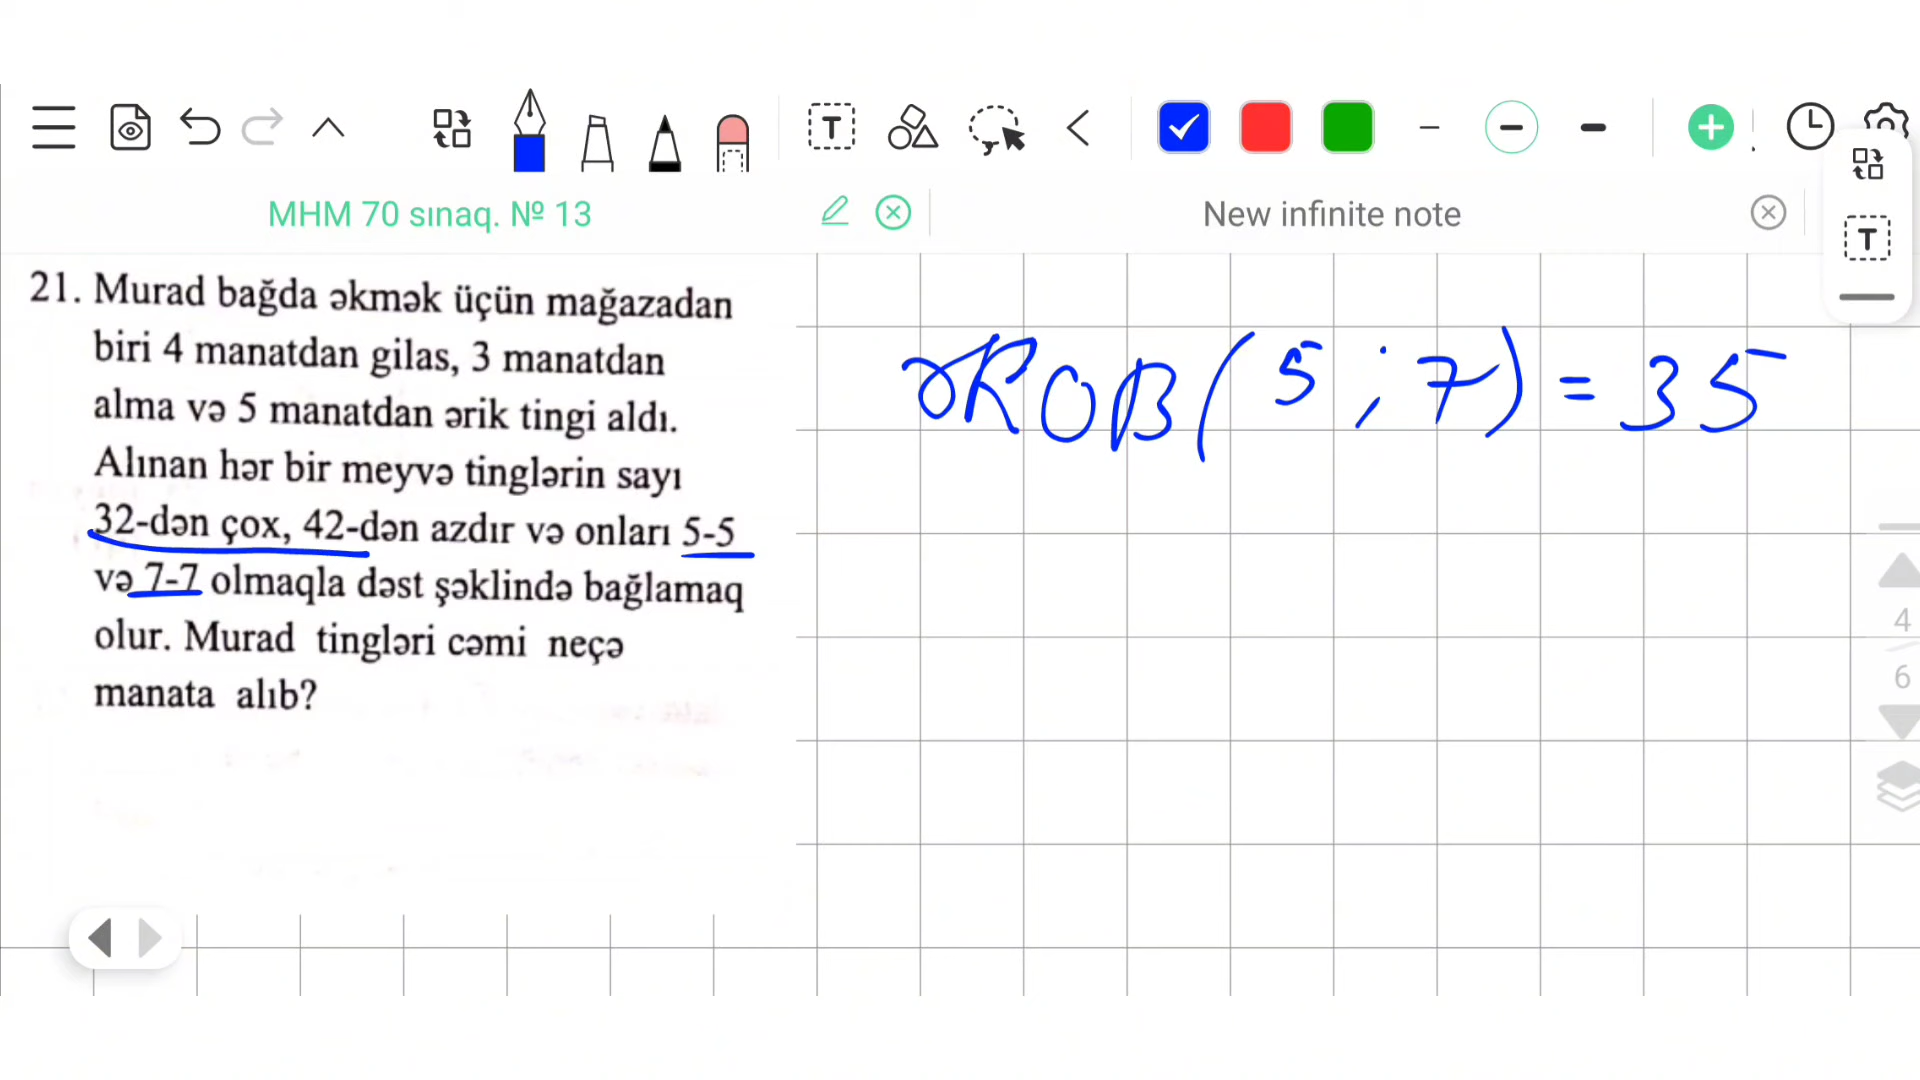 MHM 70 sınaq. № 13
New infinite note
T
T
21. Murad bağda əkmək üçün mağazadan
biri 4 manatdan gilas, 3 manatdan
alma və 5 manatdan ərik tingi aldı.
Alınan hər bir meyvə tinglərin sayı
32-dən çox, 42-dən azdır və onları 5-5
və 7-7 olmaqla dəst şəklində bağlamaq
olur. Murad tingləri cəmi neçə
manata alıb?
ƏKOB(5;7)=35
4
6